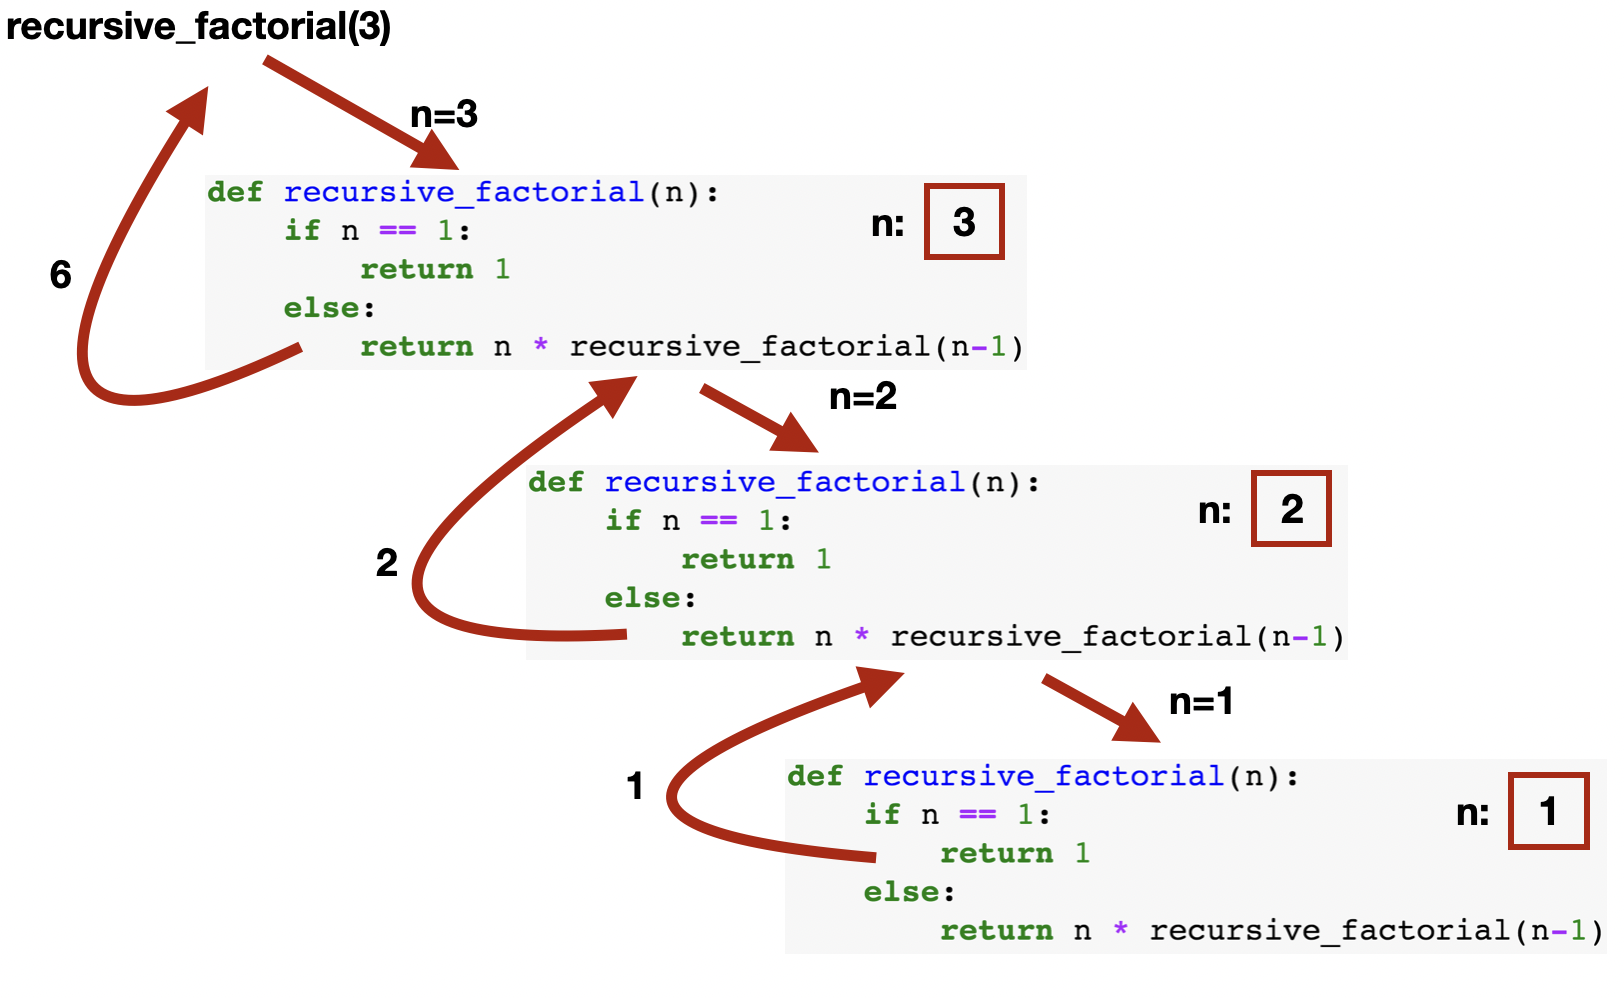 recursive_factorial(3)
n=3
def recursive_factorial(n):
    if n == 1:
        return 1
    else:
        return n * recursive_factorial(n-1)
n: 3
6
n=2
def recursive_factorial(n):
    if n == 1:
        return 1
    else:
        return n * recursive_factorial(n-1)
n: 2
2
n=1
def recursive_factorial(n):
    if n == 1:
        return 1
    else:
        return n * recursive_factorial(n-1)
n: 1
1